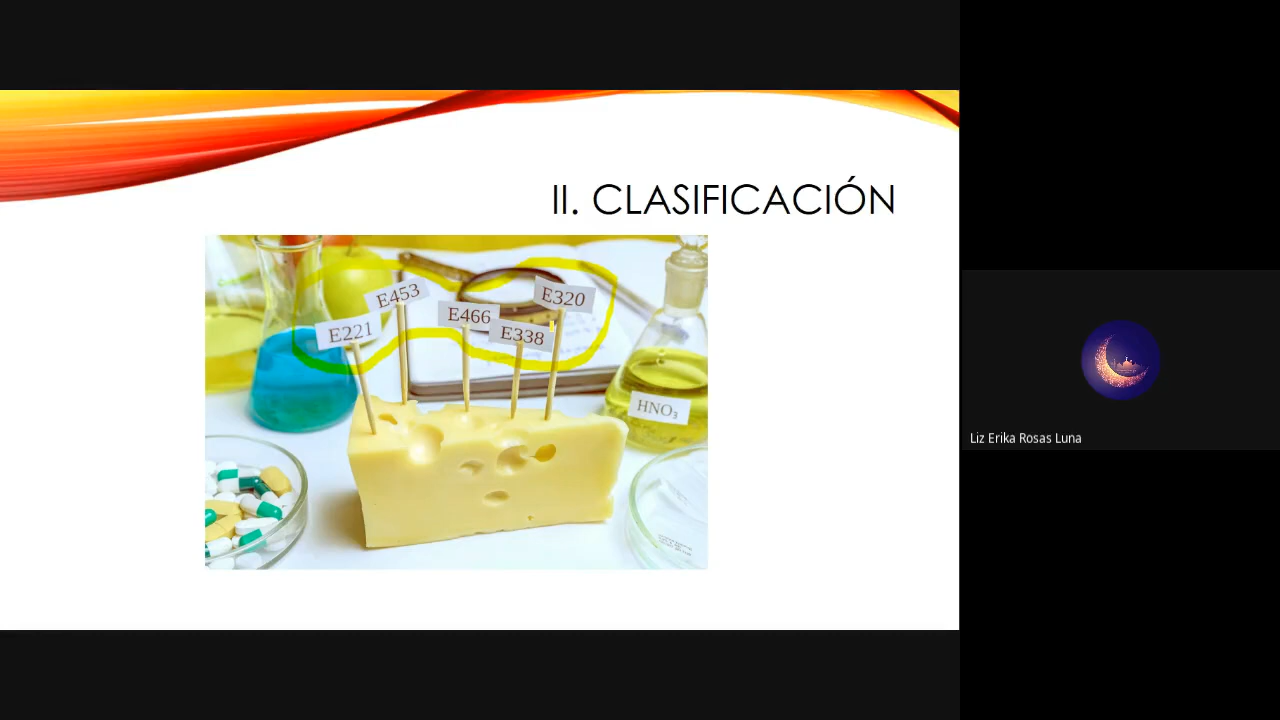 II. CLASIFICACIÓN
E453
E320
E466
E221
E338
HNO₃
Liz Erika Rosas Luna